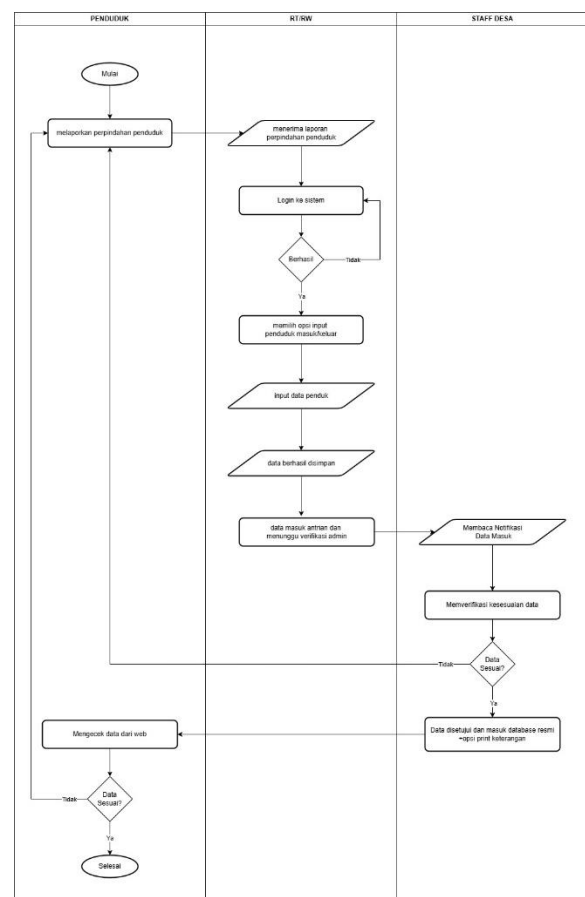 PENDUDUK
RT/RW
STAFF DESA
Mulai
melaporkan perpindahan penduduk
menerima laporan
perpindahan penduduk
Login ke sistem
Berhasil
Tidak
Ya
memilih opsi input
penduduk masuk/keluar
input data penduk
data berhasil disimpan
data masuk antrian dan
menunggu verifikasi admin
Membaca Notifikasi
Data Masuk
Memverifikasi kesesuaian data
Data
Sesuai?
Tidak
Ya
Data disetujui dan masuk database resmi
+opsi print keterangan
Mengecek data dari web
Data
Sesuai?
Tidak
Ya
Selesai